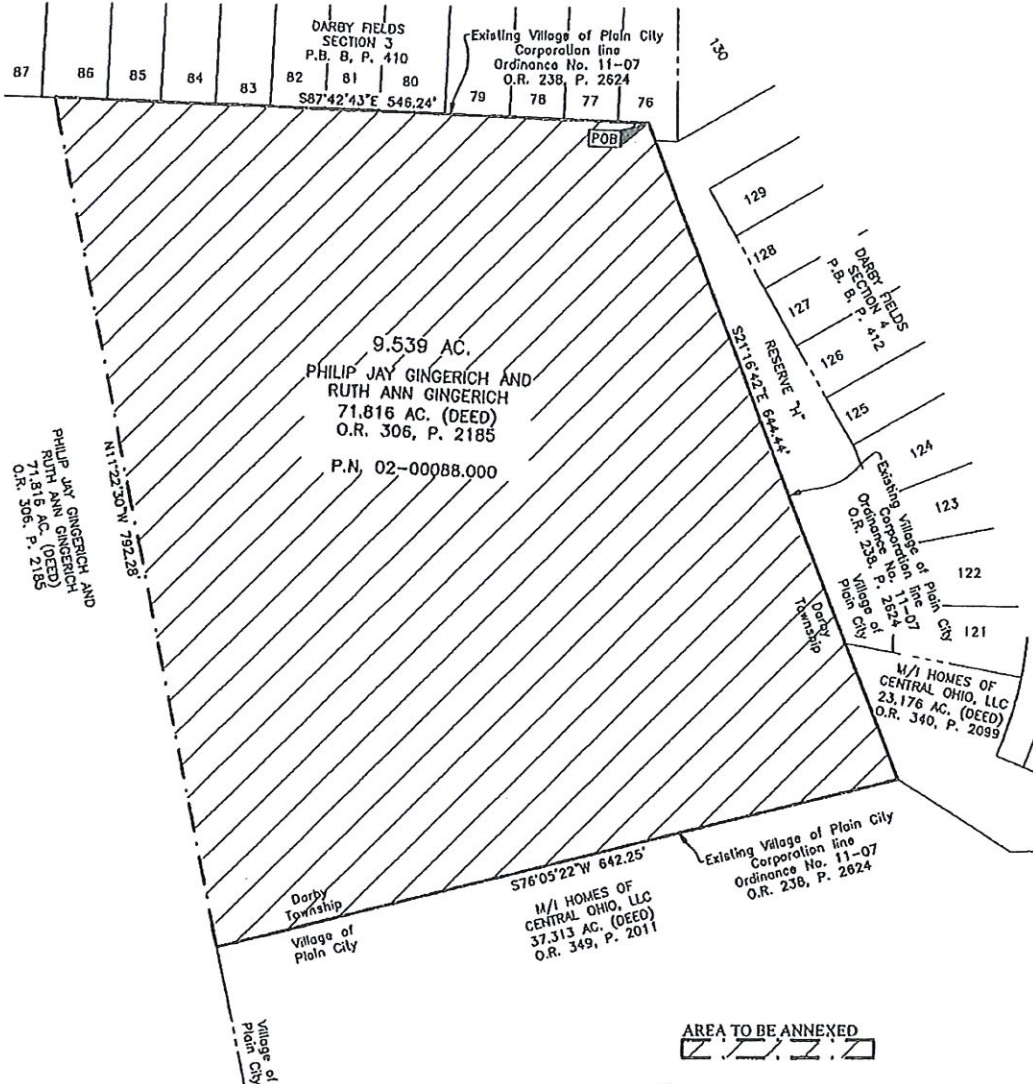 DARBY FIELDS
SECTION 3
P.B. B, P. 410
Existing Village of Plain City
Corporation line
Ordinance No. 11-07
O.R. 238, P. 2624
130
87
86
85
84
83
82
81
80
79
78
77
76
S87°42'43"E 546.24'
POB
129
128
127
126
125
124
123
122
121
DARBY FIELDS
SECTION 4
P.B. B, P. 412
RESERVE "H"
S21°16'42"E 644.44'
9.539 AC.
PHILIP JAY GINGERICH AND
RUTH ANN GINGERICH
71.816 AC. (DEED)
O.R. 306, P. 2185
P.N. 02-00088.000
N11°22'30"W 792.28'
PHILIP JAY GINGERICH AND
RUTH ANN GINGERICH
71.816 AC. (DEED)
O.R. 306, P. 2185
Existing Village of Plain City
Corporation line
Ordinance No. 11-07
O.R. 238, P. 2624
Village of
Plain City
Darby
Township
M/I HOMES OF
CENTRAL OHIO, LLC
23.176 AC. (DEED)
O.R. 340, P. 2099
S76°05'22"W 642.25'
Existing Village of Plain City
Corporation line
Ordinance No. 11-07
O.R. 238, P. 2624
M/I HOMES OF
CENTRAL OHIO, LLC
37.313 AC. (DEED)
O.R. 349, P. 2011
Darby
Township
Village of
Plain City
Village of
Plain City
AREA TO BE ANNEXED